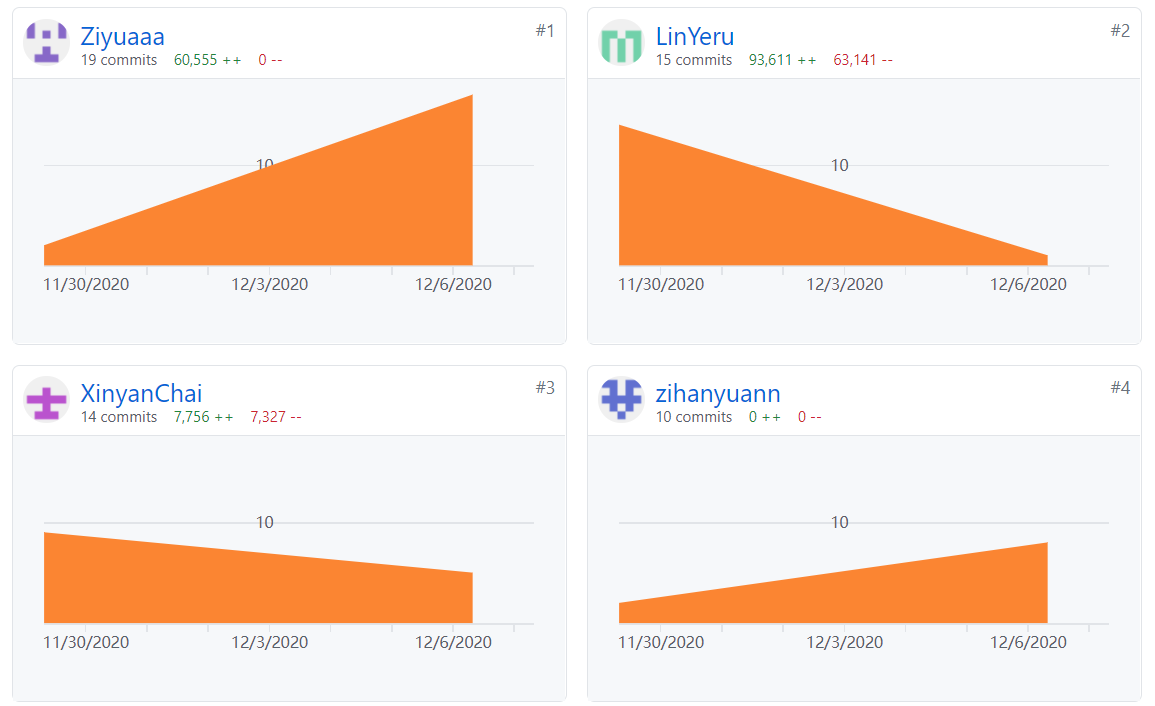 Ziyuaaa #1
19 commits 60,555 ++ 0 --
10
11/30/2020 12/3/2020 12/6/2020
LinYeru #2
15 commits 93,611 ++ 63,141 --
10
11/30/2020 12/3/2020 12/6/2020
XinyanChai #3
14 commits 7,756 ++ 7,327 --
10
11/30/2020 12/3/2020 12/6/2020
zihanyuann #4
10 commits 0 ++ 0 --
10
11/30/2020 12/3/2020 12/6/2020